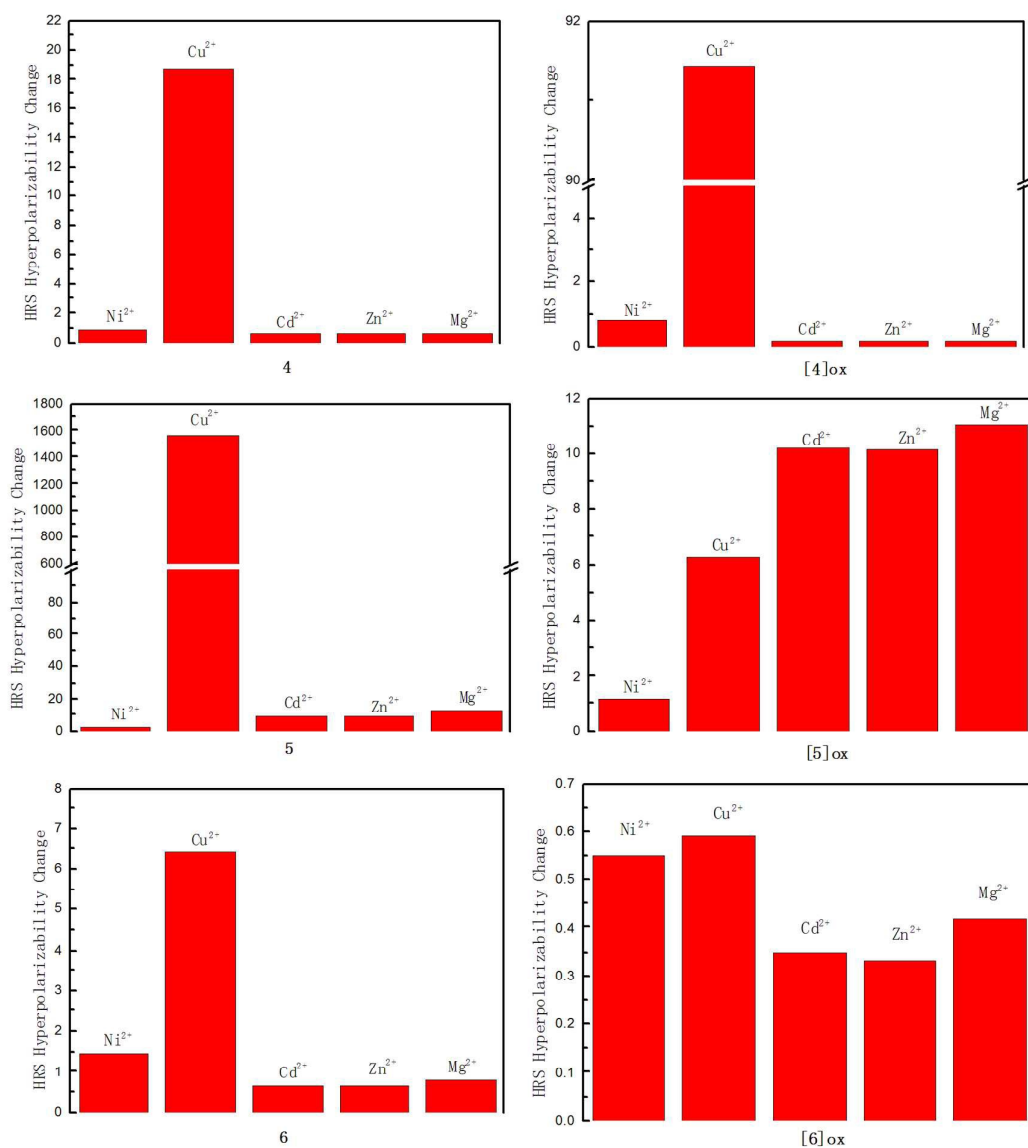 HRS Hyperpolarizability Change
22
20
18
16
14
12
10
8
6
4
2
0
Ni²⁺
Cu²⁺
Cd²⁺
Zn²⁺
Mg²⁺
4
HRS Hyperpolarizability Change
92
90
4
2
0
Ni²⁺
Cu²⁺
Cd²⁺
Zn²⁺
Mg²⁺
[4]ox
HRS Hyperpolarizability Change
1800
1600
1400
1200
1000
800
600
80
60
40
20
0
Ni²⁺
Cu²⁺
Cd²⁺
Zn²⁺
Mg²⁺
5
HRS Hyperpolarizability Change
12
10
8
6
4
2
0
Ni²⁺
Cu²⁺
Cd²⁺
Zn²⁺
Mg²⁺
[5]ox
HRS Hyperpolarizability Change
8
7
6
5
4
3
2
1
0
Ni²⁺
Cu²⁺
Cd²⁺
Zn²⁺
Mg²⁺
6
HRS Hyperpolarizability Change
0.7
0.6
0.5
0.4
0.3
0.2
0.1
0.0
Ni²⁺
Cu²⁺
Cd²⁺
Zn²⁺
Mg²⁺
[6]ox